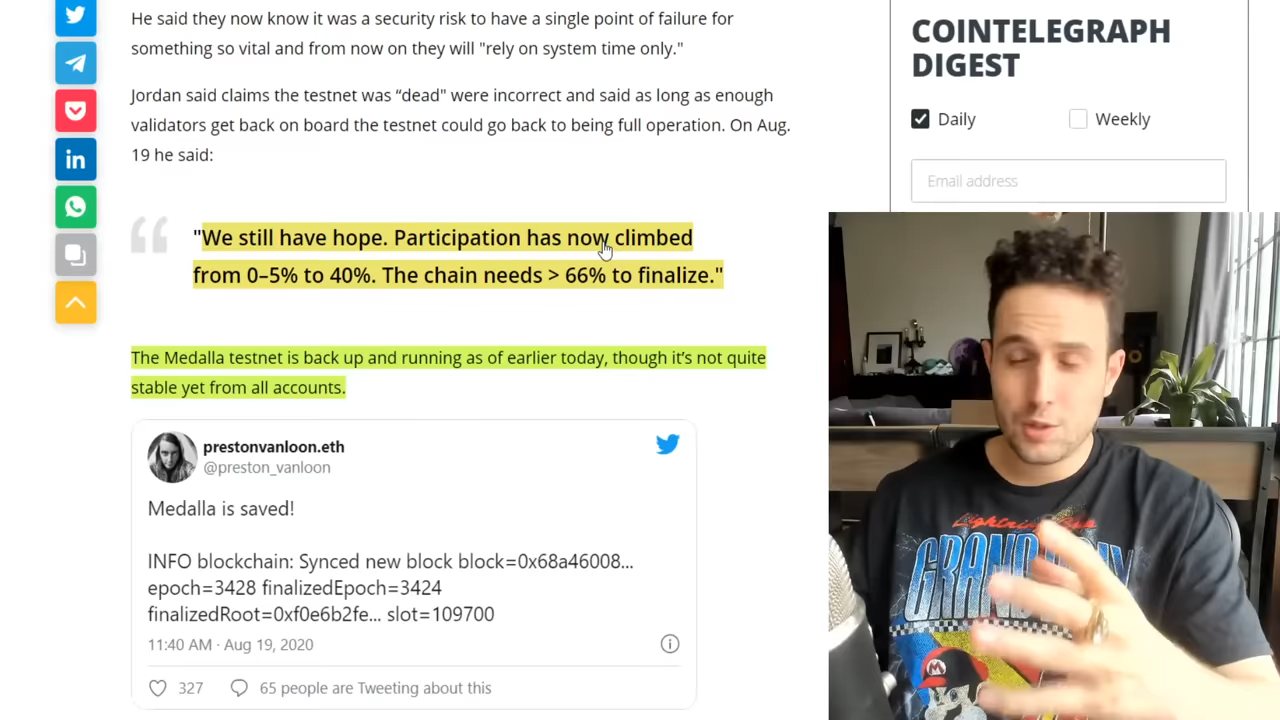 He said they now know it was a security risk to have a single point of failure for
something so vital and from now on they will "rely on system time only."
Jordan said claims the testnet was “dead" were incorrect and said as long as enough
validators get back on board the testnet could go back to being full operation. On Aug.
19 he said:
"We still have hope. Participation has now climbed
from 0–5% to 40%. The chain needs > 66% to finalize."
The Medalla testnet is back up and running as of earlier today, though it’s not quite
stable yet from all accounts.
prestonvanloon.eth
@preston_vanloon
Medalla is saved!
INFO blockchain: Synced new block block=0x68a46008...
epoch=3428 finalizedEpoch=3424
finalizedRoot=0xf0e6b2fe... slot=109700
11:40 AM · Aug 19, 2020
327
65 people are Tweeting about this
COINTELEGRAPH
DIGEST
Daily
Weekly
Email address